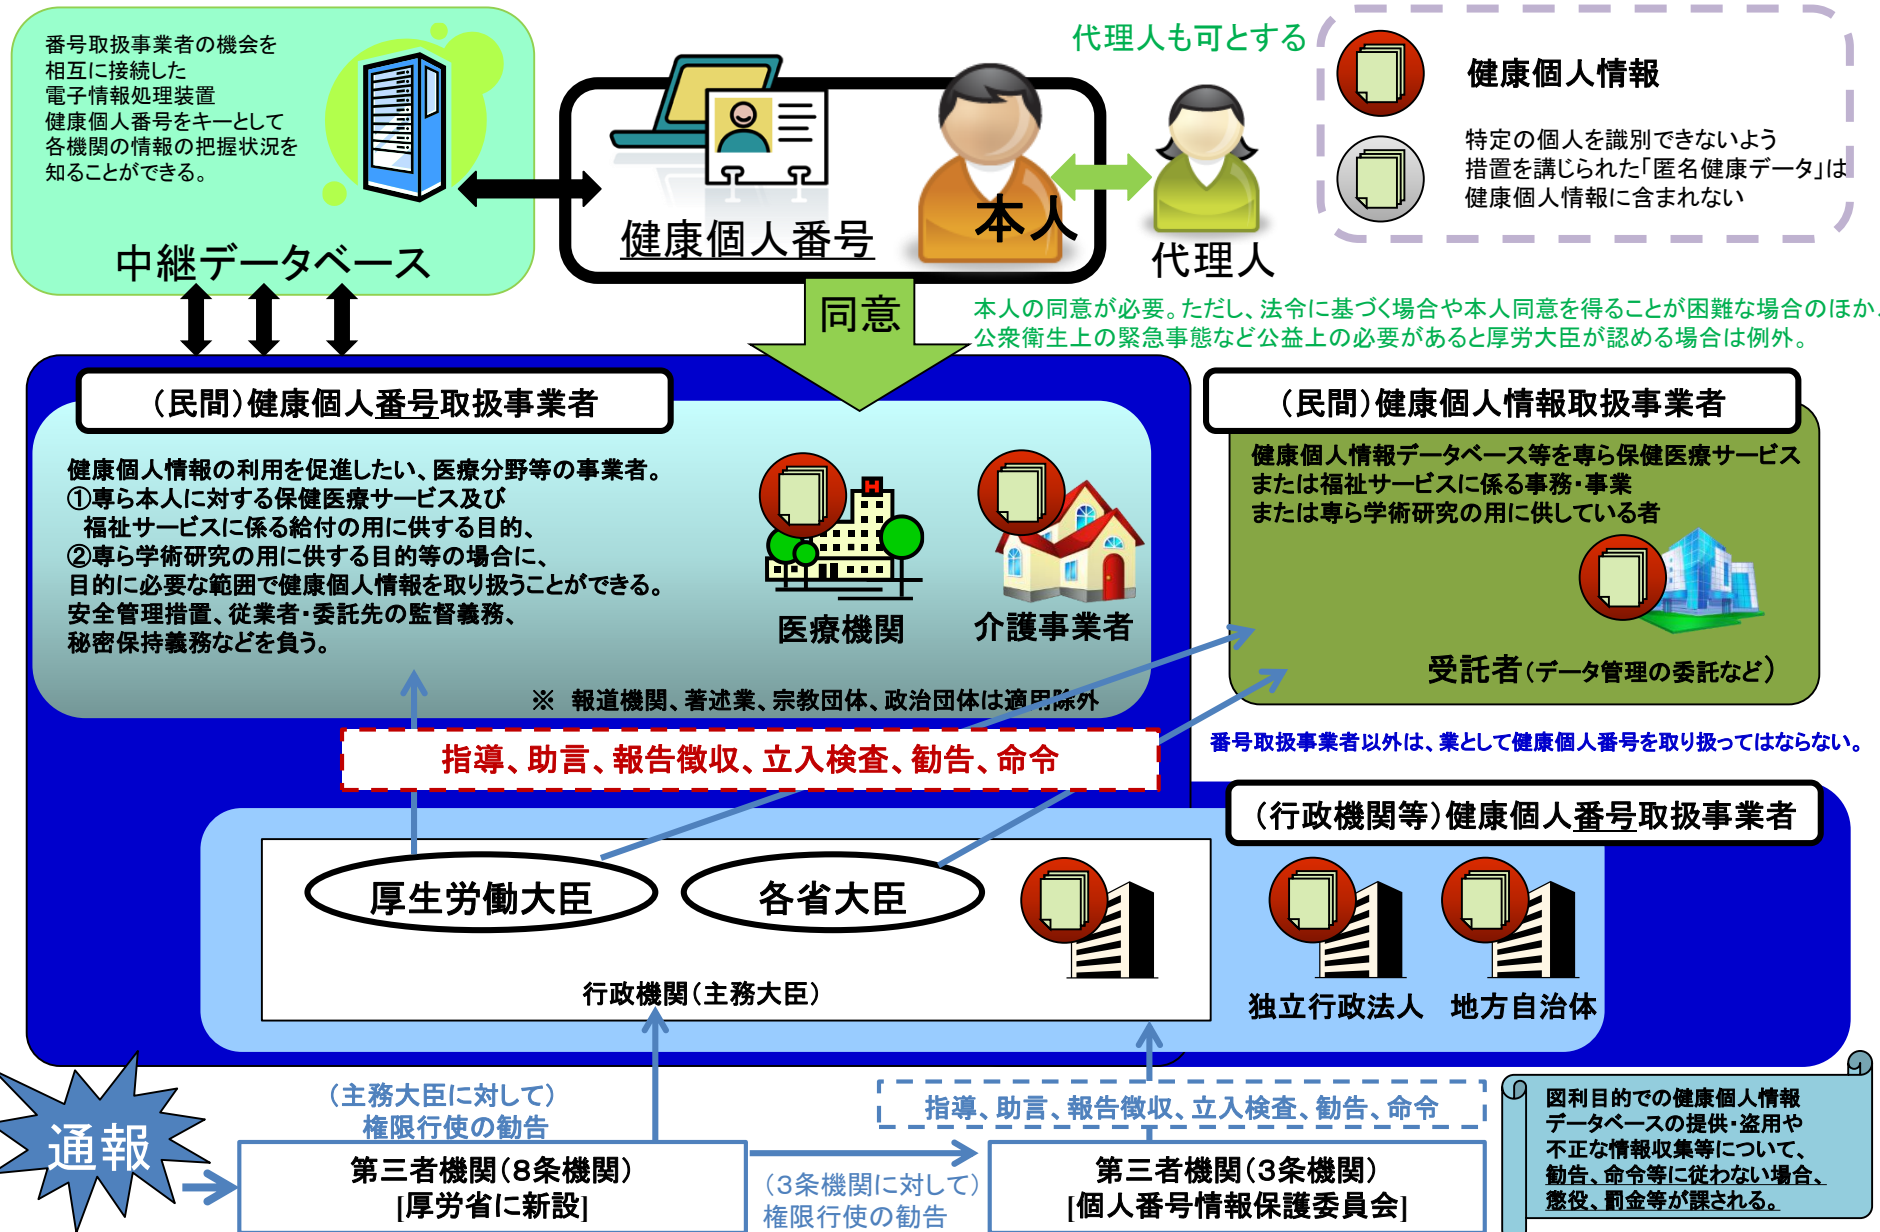 番号取扱事業者の機会を
相互に接続した
電子情報処理装置
健康個人番号をキーとして
各機関の情報の把握状況を
知ることができる。
中継データベース
健康個人番号
本人
代理人も可とする
代理人
健康個人情報
特定の個人を識別できないよう
措置を講じられた「匿名健康データ」は
健康個人情報に含まれない
同意
本人の同意が必要。ただし、法令に基づく場合や本人同意を得ることが困難な場合のほか、
公衆衛生上の緊急事態など公益上の必要があると厚労大臣が認める場合は例外。
(民間)健康個人番号取扱事業者
健康個人情報の利用を促進したい、医療分野等の事業者。
①専ら本人に対する保健医療サービス及び
福祉サービスに係る給付の用に供する目的、
②専ら学術研究の用に供する目的等の場合に、
目的に必要な範囲で健康個人情報を取り扱うことができる。
安全管理措置、従業者・委託先の監督義務、
秘密保持義務などを負う。
H
医療機関
介護事業者
※ 報道機関、著述業、宗教団体、政治団体は適用除外
(民間)健康個人情報取扱事業者
健康個人情報データベース等を専ら保健医療サービス
または福祉サービスに係る事務・事業
または専ら学術研究の用に供している者
受託者(データ管理の委託など)
番号取扱事業者以外は、業として健康個人番号を取り扱ってはならない。
指導、助言、報告徴収、立入検査、勧告、命令
(行政機関等)健康個人番号取扱事業者
厚生労働大臣
各省大臣
行政機関(主務大臣)
独立行政法人
地方自治体
通報
(主務大臣に対して)
権限行使の勧告
第三者機関(8条機関)
[厚労省に新設]
(3条機関に対して)
権限行使の勧告
指導、助言、報告徴収、立入検査、勧告、命令
第三者機関(3条機関)
[個人番号情報保護委員会]
図利目的での健康個人情報
データベースの提供・盗用や
不正な情報収集等について、
勧告、命令等に従わない場合、
懲役、罰金等が課される。